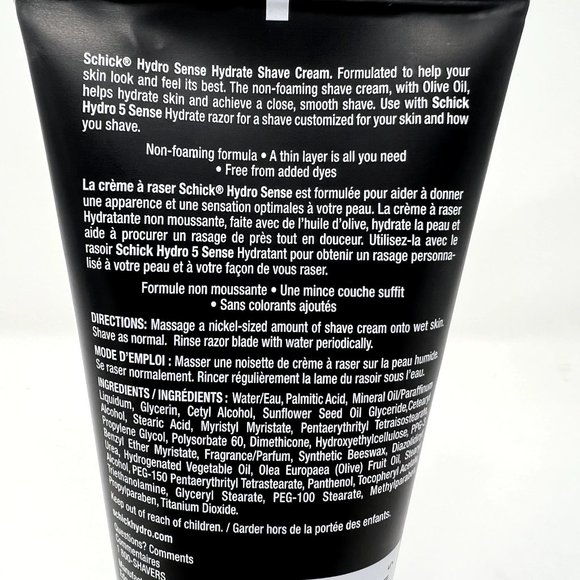 Schick® Hydro Sense Hydrate Shave Cream. Formulated to help your
skin look and feel its best. The non-foaming shave cream, with Olive Oil,
helps hydrate skin and achieve a close, smooth shave. Use with Schick
Hydro 5 Sense Hydrate razor for a shave customized for your skin and how
you shave.
Non-foaming formula • A thin layer is all you need
• Free from added dyes
La crème à raser Schick® Hydro Sense est formulée pour aider à donner
une apparence et une sensation optimales à votre peau. La crème à raser
Hydratante non moussante, faite avec de l'huile d'olive, hydrate la peau et
aide à procurer un rasage de près tout en douceur. Utilisez-la avec le
rasoir Schick Hydro 5 Sense Hydratant pour obtenir un rasage personna-
lisé à votre peau et à votre façon de vous raser.
Formule non moussante • Une mince couche suffit
• Sans colorants ajoutés
DIRECTIONS: Massage a nickel-sized amount of shave cream onto wet skin.
Shave as normal. Rinse razor blade with water periodically.
MODE D'EMPLOI : Masser une noisette de crème à raser sur la peau humide.
Se raser normalement. Rincer régulièrement la lame du rasoir sous l'eau.
INGREDIENTS / INGRÉDIENTS : Water/Eau, Palmitic Acid, Mineral Oil/Paraffinum
Liquidum, Glycerin, Cetyl Alcohol, Sunflower Seed Oil Glyceride, Cetearyl
Alcohol, Stearic Acid, Myristyl Myristate, Pentaerythrityl Tetraisostearate,
Propylene Glycol, Polysorbate 60, Dimethicone, Hydroxyethylcellulose, PPG-3
Benzyl Ether Myristate, Fragrance/Parfum, Synthetic Beeswax, Diazolidinyl
Urea, Hydrogenated Vegetable Oil, Olea Europaea (Olive) Fruit Oil,
Alcohol, PEG-150 Pentaerythrityl Tetrastearate, Panthenol, Tocopheryl Acetate,
Triethanolamine, Glyceryl Stearate, PEG-100 Stearate, Methylparaben,
Propylparaben, Titanium Dioxide.
Keep out of reach of children. / Garder hors de la portée des enfants.
schickhydro.com
Questions? Comments
Commentaires
1 800-SHAVERS